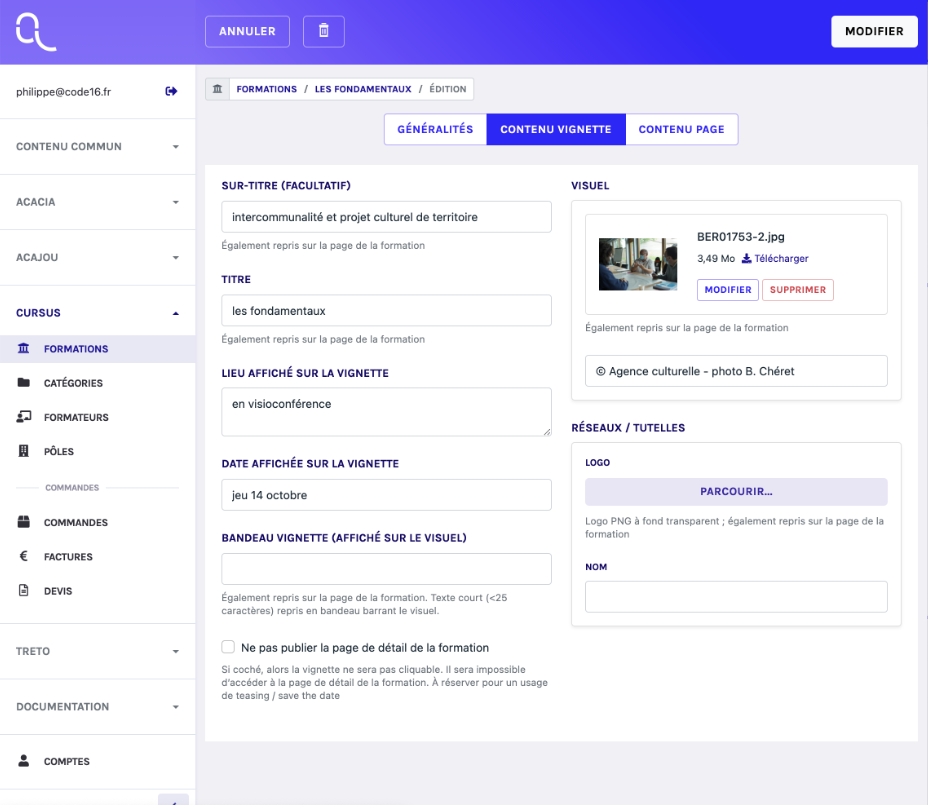 ANNULER
MODIFIER
philippe@code16.fr
CONTENU COMMUN
ACACIA
ACAJOU
CURSUS
FORMATIONS
CATÉGORIES
FORMATEURS
PÔLES
COMMANDES
COMMANDES
FACTURES
DEVIS
TRETO
DOCUMENTATION
COMPTES
FORMATIONS / LES FONDAMENTAUX / ÉDITION
GÉNÉRALITÉS
CONTENU VIGNETTE
CONTENU PAGE
SUR-TITRE (FACULTATIF)
intercommunalité et projet culturel de territoire
Également repris sur la page de la formation
TITRE
les fondamentaux
Également repris sur la page de la formation
LIEU AFFICHÉ SUR LA VIGNETTE
en visioconférence
DATE AFFICHÉE SUR LA VIGNETTE
jeu 14 octobre
BANDEAU VIGNETTE (AFFICHÉ SUR LE VISUEL)
Également repris sur la page de la formation. Texte court (<25
caractères) repris en bandeau barrant le visuel.
Ne pas publier la page de détail de la formation
Si coché, alors la vignette ne sera pas cliquable. Il sera impossible
d'accéder à la page de détail de la formation. À réserver pour un usage
de teasing / save the date
VISUEL
BER01753-2.jpg
3,49 Mo Télécharger
MODIFIER
SUPPRIMER
Également repris sur la page de la formation
© Agence culturelle - photo B. Chéret
RÉSEAUX / TUTELLES
LOGO
PARCOURIR...
Logo PNG à fond transparent ; également repris sur la page de la
formation
NOM